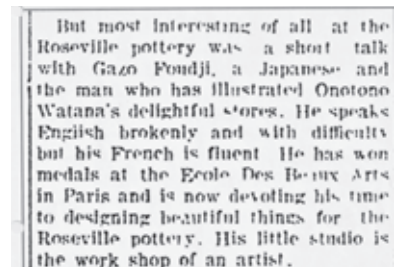 But most interesting of all at the
Roseville pottery was a short talk
with Gazo Foudji, a Japanese and
the man who has illustrated Onotono
Watana's delightful stores. He speaks
English brokenly and with difficulty
but his French is fluent He has won
medals at the Ecole Des Beaux Arts
in Paris and is now devoting his time
to designing beautiful things for the
Roseville pottery. His little studio is
the work shop of an artist.